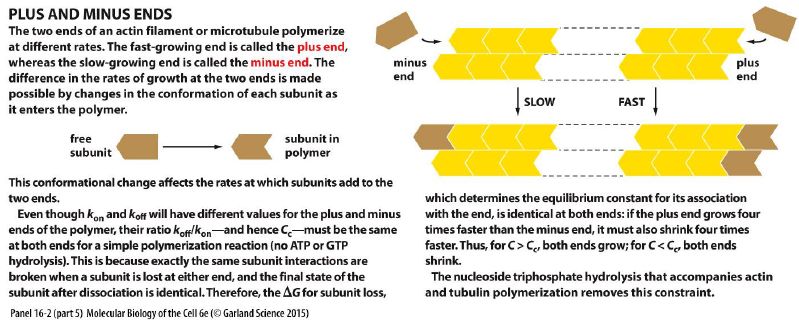 PLUS AND MINUS ENDS
The two ends of an actin filament or microtubule polymerize
at different rates. The fast-growing end is called the plus end,
whereas the slow-growing end is called the minus end. The
difference in the rates of growth at the two ends is made
possible by changes in the conformation of each subunit as
it enters the polymer.
free
subunit
subunit in
polymer
This conformational change affects the rates at which subunits add to the
two ends.
Even though kon and koff will have different values for the plus and minus
ends of the polymer, their ratio koff/kon—and hence Cc—must be the same
at both ends for a simple polymerization reaction (no ATP or GTP
hydrolysis). This is because exactly the same subunit interactions are
broken when a subunit is lost at either end, and the final state of the
subunit after dissociation is identical. Therefore, the ΔG for subunit loss,
minus
end
plus
end
SLOW
FAST
which determines the equilibrium constant for its association
with the end, is identical at both ends: if the plus end grows four
times faster than the minus end, it must also shrink four times
faster. Thus, for C > Cc, both ends grow; for C < Cc, both ends
shrink.
The nucleoside triphosphate hydrolysis that accompanies actin
and tubulin polymerization removes this constraint.
Panel 16-2 (part 5) Molecular Biology of the Cell 6e (© Garland Science 2015)